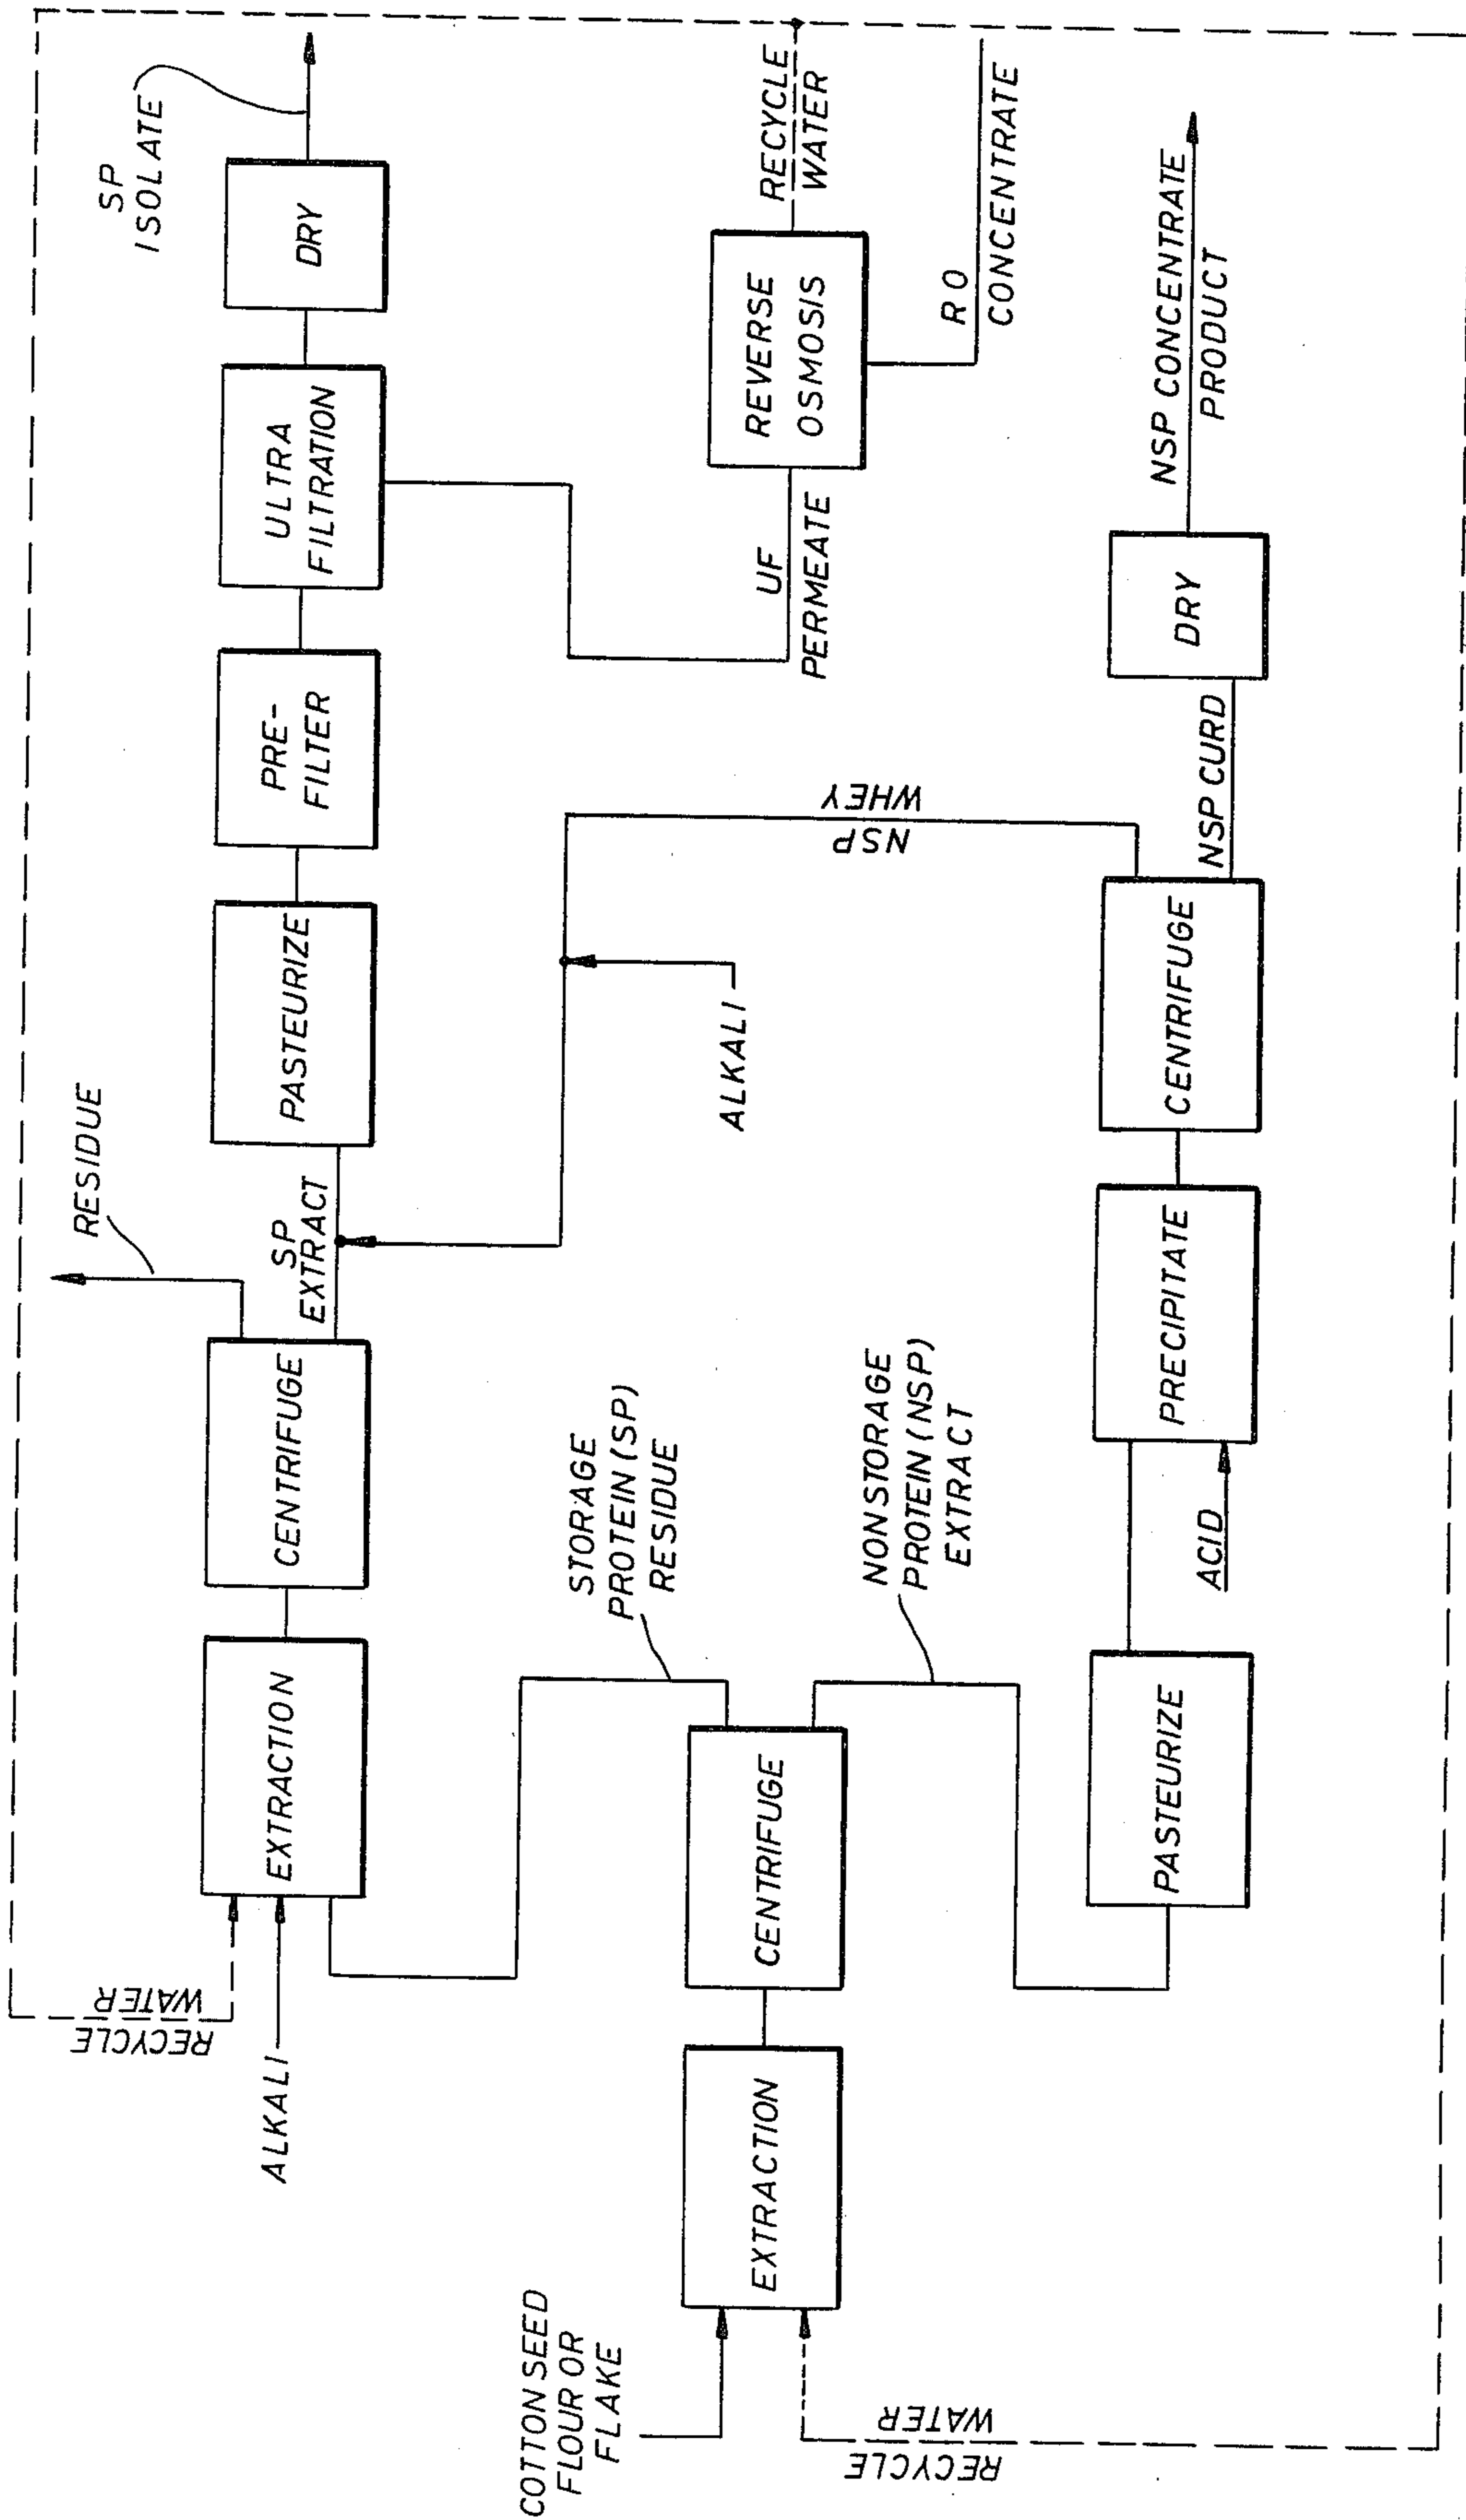 COTTON SEED
FLOUR OR
FLAKE
RECYCLE
WATER
EXTRACTION
CENTRIFUGE
STORAGE
PROTEIN(SP)
RESIDUE
NONSTORAGE
PROTEIN(NSP)
EXTRACT
RECYCLE
WATER
ALKALI
EXTRACTION
CENTRIFUGE
RESIDUE
SP
EXTRACT
PASTEURIZE
PRE-
FILTER
ULTRA
FILTRATION
DRY
SP
ISOLATE
UF
PERMEATE
REVERSE
OSMOSIS
RECYCLE
WATER
RO
CONCENTRATE
ALKALI
NSP
WHEY
PASTEURIZE
ACID
PRECIPITATE
CENTRIFUGE
NSP CURD
DRY
NSP CONCENTRATE
PRODUCT